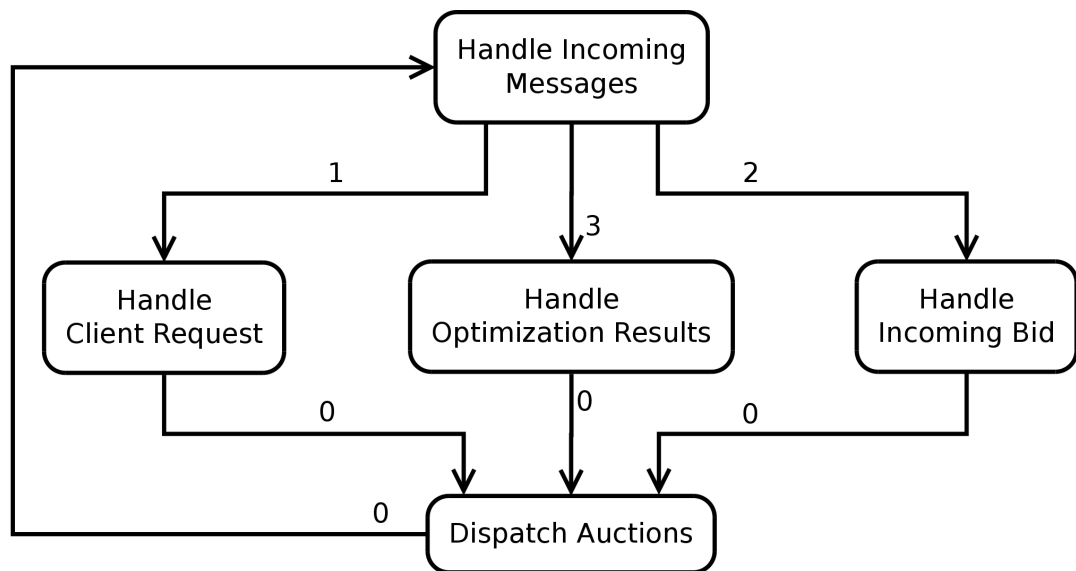 Handle Incoming
Messages
1
2
3
Handle
Client Request
Handle
Optimization Results
Handle
Incoming Bid
0
0
0
0
Dispatch Auctions